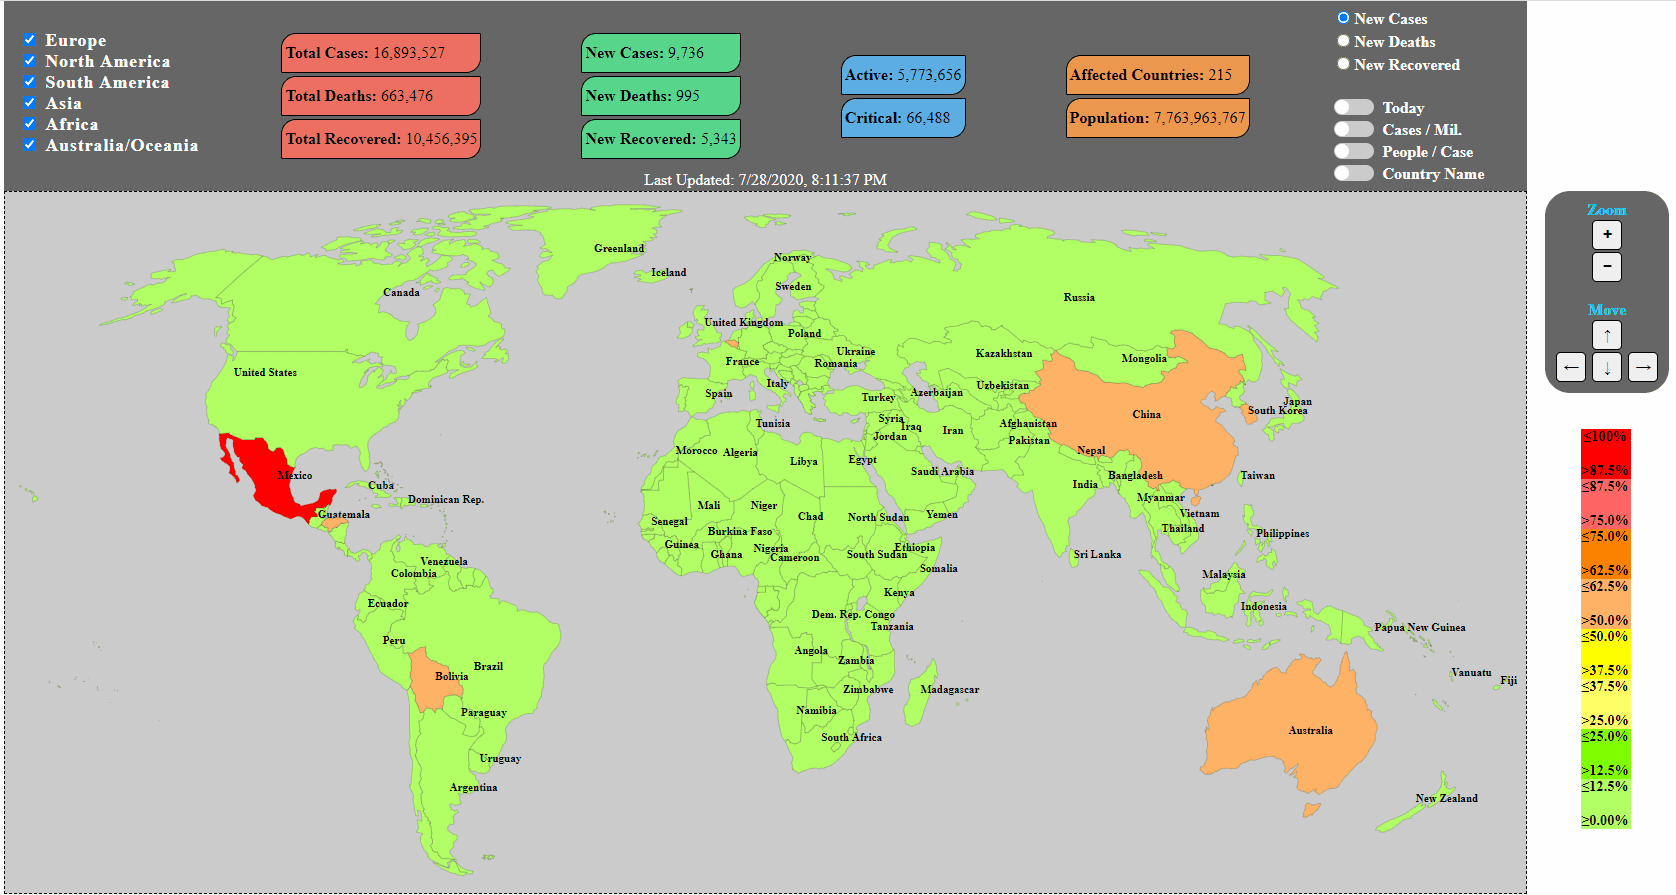 Europe
North America
South America
Asia
Africa
Australia/Oceania
Total Cases: 16,893,527
Total Deaths: 663,476
Total Recovered: 10,456,395
New Cases: 9,736
New Deaths: 995
New Recovered: 5,343
Active: 5,773,656
Critical: 66,488
Affected Countries: 215
Population: 7,763,963,767
New Cases
New Deaths
New Recovered
Today
Cases / Mil.
People / Case
Country Name
Last Updated: 7/28/2020, 8:11:37 PM
Greenland
Iceland
Norway
Sweden
Canada
Russia
United Kingdom
Poland
Ukraine
Romania
France
Italy
Spain
Kazakhstan
Mongolia
United States
Uzbekistan
Azerbaijan
Turkey
Japan
South Korea
China
Tunisia
Syria
Iraq
Jordan
Iran
Afghanistan
Pakistan
Nepal
Morocco
Algeria
Libya
Egypt
Saudi Arabia
Bangladesh
India
Taiwan
Mexico
Cuba
Dominican Rep.
Guatemala
Mali
Niger
Chad
North Sudan
Yemen
Myanmar
Vietnam
Thailand
Philippines
Senegal
Burkina Faso
Guinea
Ghana
Nigeria
Cameroon
South Sudan
Ethiopia
Somalia
Sri Lanka
Venezuela
Colombia
Malaysia
Ecuador
Kenya
Indonesia
Dem. Rep. Congo
Tanzania
Papua New Guinea
Peru
Brazil
Bolivia
Angola
Zambia
Zimbabwe
Madagascar
Vanuatu
Fiji
Paraguay
Namibia
South Africa
Australia
Uruguay
Argentina
New Zealand
Zoom
+
−
Move
↑
← ↓ →
≤100%
>87.5%
≤87.5%
>75.0%
≤75.0%
>62.5%
≤62.5%
>50.0%
≤50.0%
>37.5%
≤37.5%
>25.0%
≤25.0%
>12.5%
≤12.5%
≥0.00%